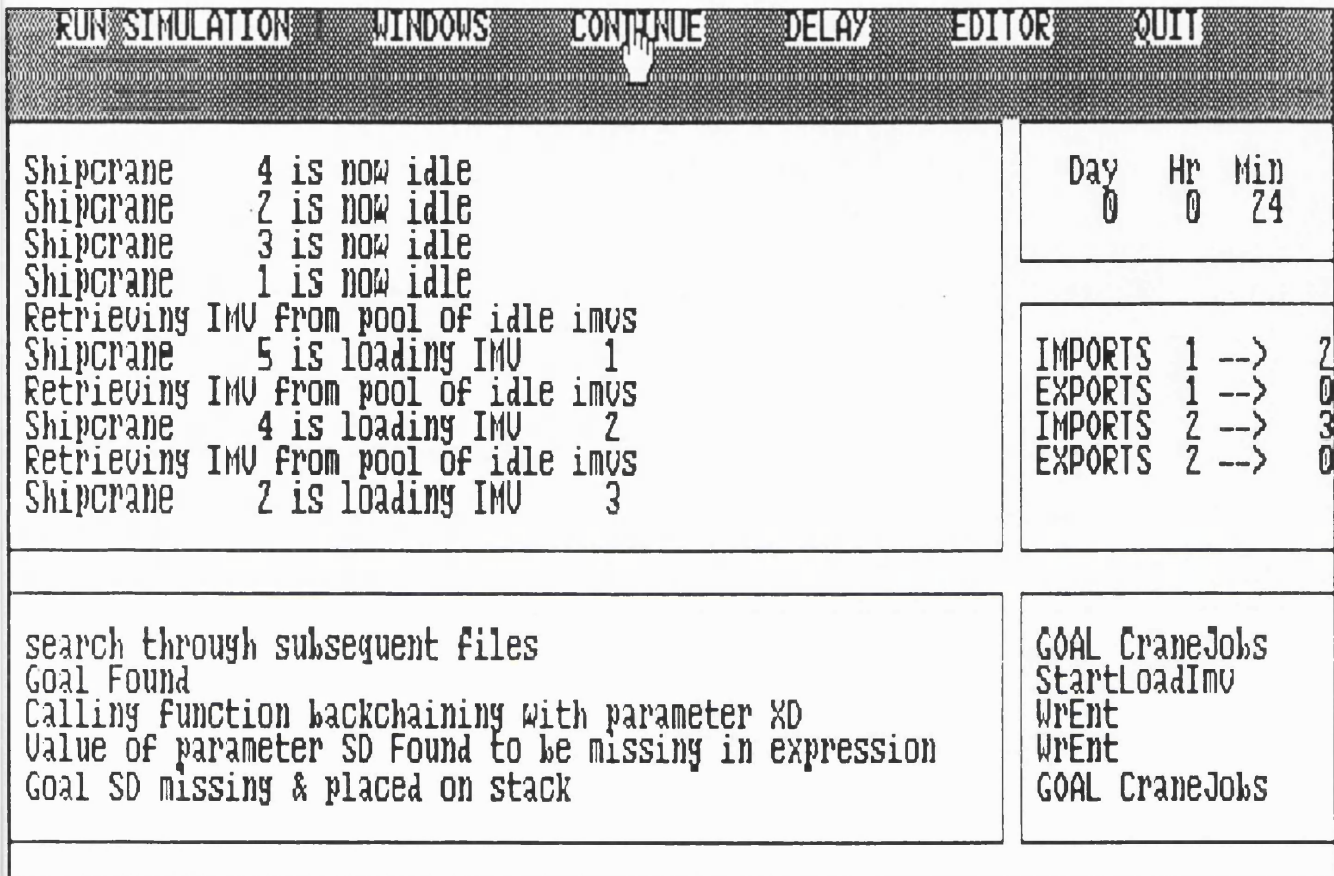 RUN SIMULATION WINDOWS CONTINUE DELAY EDITOR QUIT
Shipcrane 4 is now idle
Shipcrane 2 is now idle
Shipcrane 3 is now idle
Shipcrane 1 is now idle
Retrieving IMV from pool of idle imvs
Shipcrane 5 is loading IMV 1
Retrieving IMV from pool of idle imvs
Shipcrane 4 is loading IMV 2
Retrieving IMV from pool of idle imvs
Shipcrane 2 is loading IMV 3
Day Hr Min
0 0 24
IMPORTS 1 --> 2
EXPORTS 1 --> 0
IMPORTS 2 --> 3
EXPORTS 2 --> 0
search through subsequent files
Goal Found
Calling function backchaining with parameter XD
Value of parameter SD Found to be missing in expression
Goal SD missing & placed on stack
GOAL CraneJobs
StartLoadImv
WrEnt
WrEnt
GOAL CraneJobs